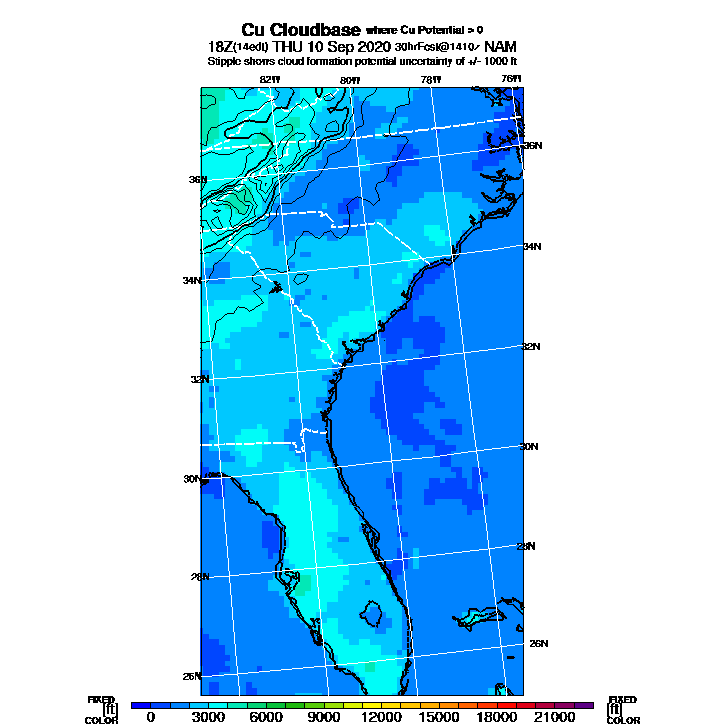 Cu Cloudbase where Cu Potential > 0
18Z(14edt) THU 10 Sep 2020 30hrFcst@1410z NAM
Stipple shows cloud formation potential uncertainty of +/- 1000 ft
82W 80W 78W 76W
36N
36N
34N
34N
32N
32N
30N
30N
28N
28N
26N
26N
FIXED [ft] COLOR
0 3000 6000 9000 12000 15000 18000 21000
FIXED [ft] COLOR